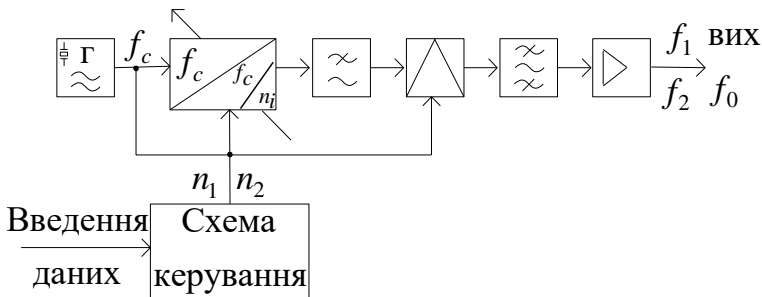 Г
f_c
f_c
f_c / n_i
f_1 вих
f_2 f_0
n_1 n_2
Введення
даних
Схема
керування